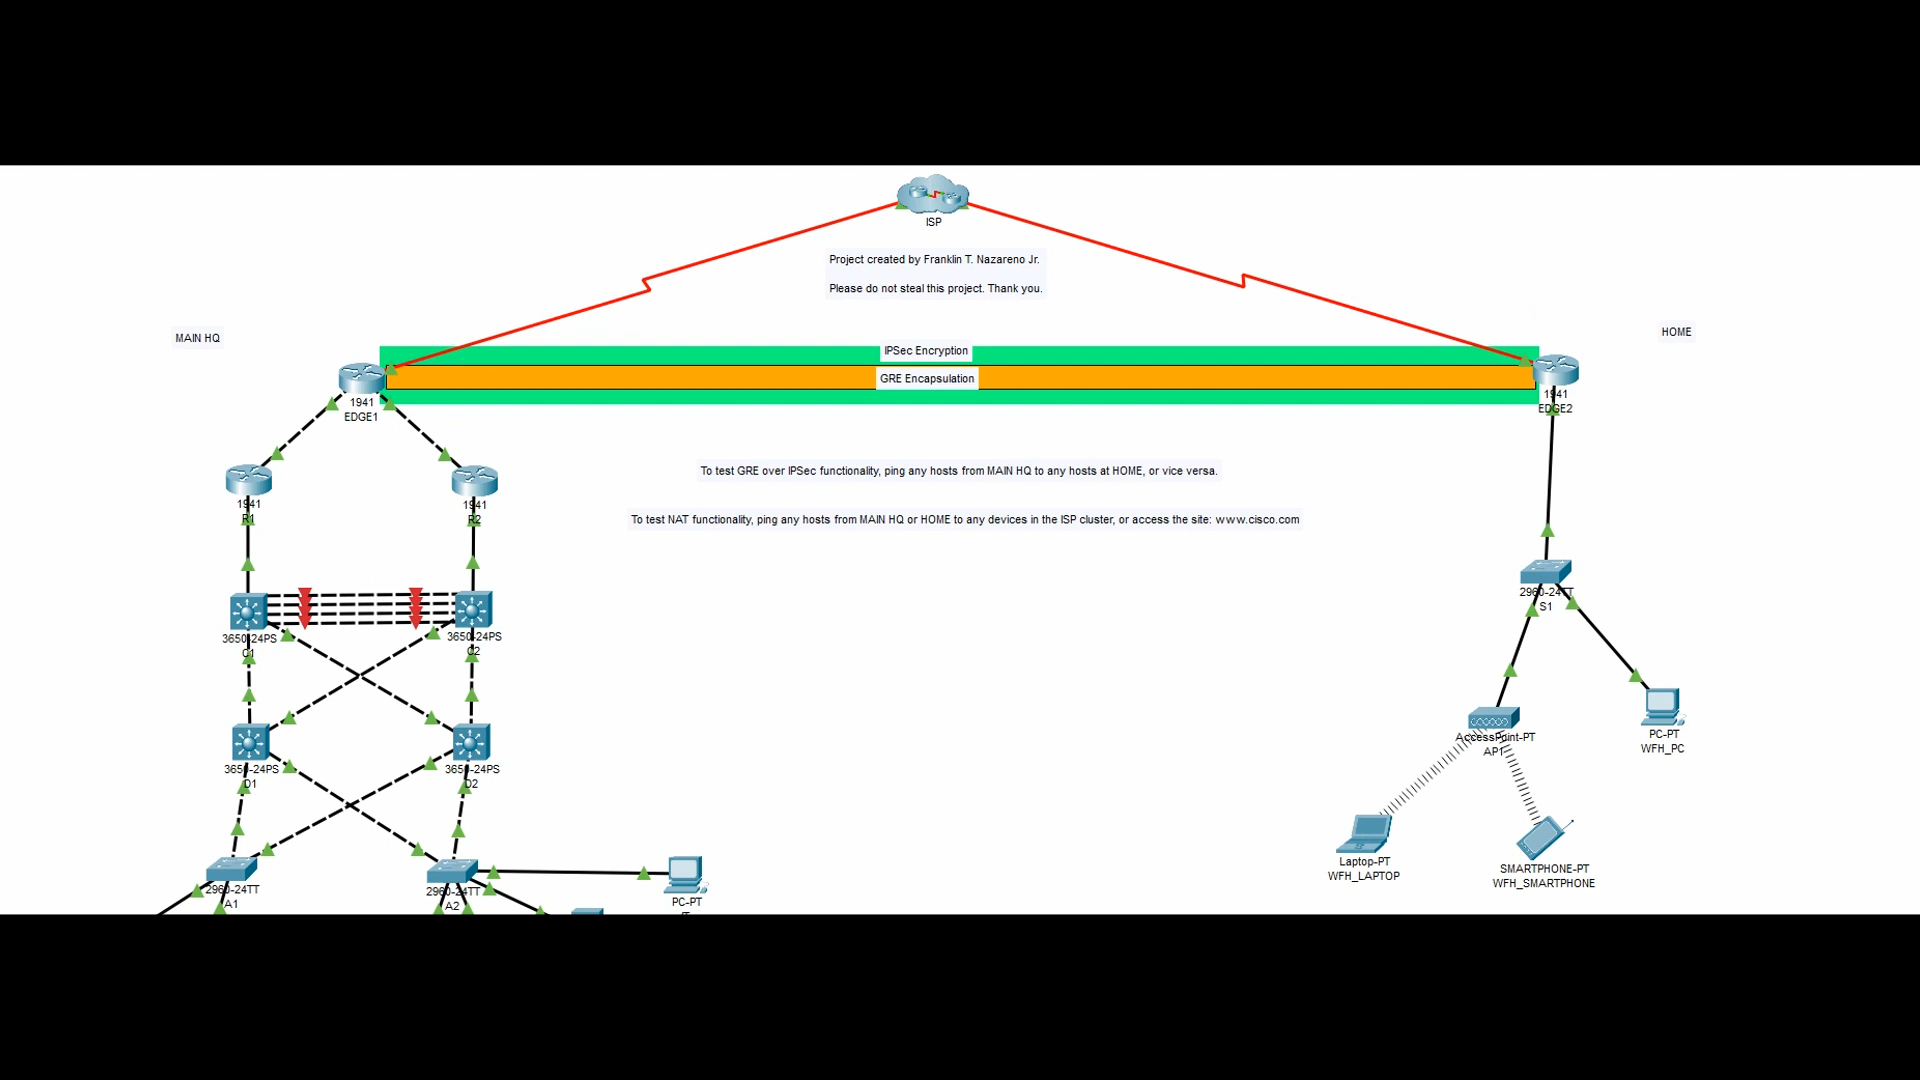 ISP
Project created by Franklin T. Nazareno Jr.
Please do not steal this project. Thank you.
MAIN HQ
HOME
IPSec Encryption
GRE Encapsulation
1941
EDGE1
1941
EDGE2
To test GRE over IPSec functionality, ping any hosts from MAIN HQ to any hosts at HOME, or vice versa.
To test NAT functionality, ping any hosts from MAIN HQ or HOME to any devices in the ISP cluster, or access the site: www.cisco.com
1941
R1
1941
R2
2960-24TT
S1
3650-24PS
C1
3650-24PS
C2
AccessPoint-PT
AP1
PC-PT
WFH_PC
3650-24PS
D1
3650-24PS
D2
Laptop-PT
WFH_LAPTOP
SMARTPHONE-PT
WFH_SMARTPHONE
2960-24TT
A1
2960-24TT
A2
PC-PT